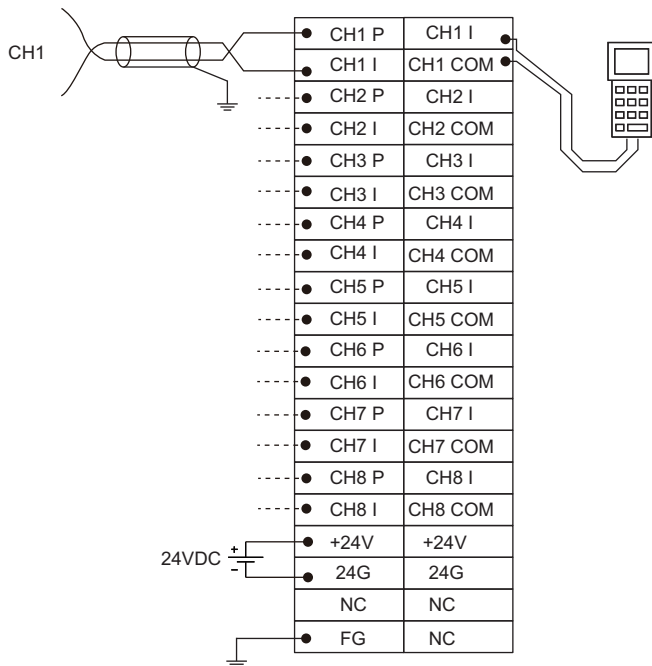 CH1
CH1 P CH1 I
CH1 I CH1 COM
CH2 P CH2 I
CH2 I CH2 COM
CH3 P CH3 I
CH3 I CH3 COM
CH4 P CH4 I
CH4 I CH4 COM
CH5 P CH5 I
CH5 I CH5 COM
CH6 P CH6 I
CH6 I CH6 COM
CH7 P CH7 I
CH7 I CH7 COM
CH8 P CH8 I
CH8 I CH8 COM
24VDC + -
+24V +24V
24G 24G
NC NC
FG NC